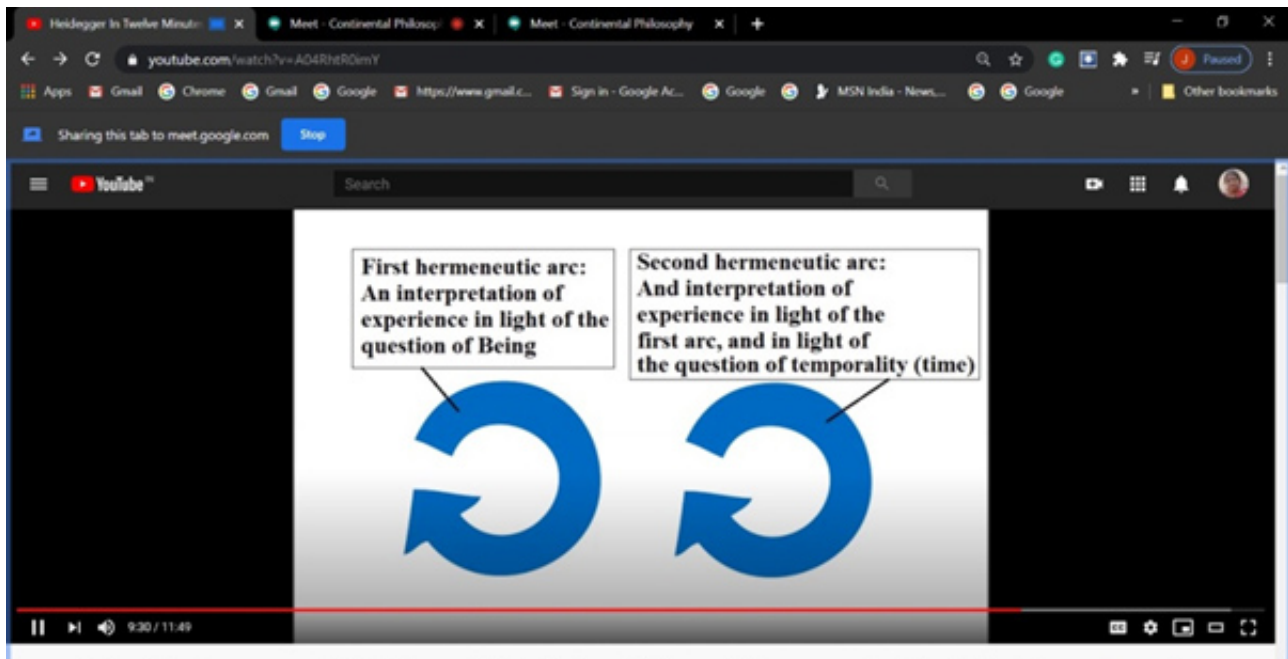 Heidegger In Twelve Minute
Meet - Continental Philosop
Meet - Continental Philosophy
youtube.com/watch?v=A04RhtR0imY
J Paused
Apps Gmail Chrome Gmail Google https://www.gmail.c... Sign in - Google Ac... Google MSN India - News,... Google » Other bookmarks
Sharing this tab to meet.google.com Stop
YouTube IN
Search
First hermeneutic arc:
An interpretation of
experience in light of the
question of Being
Second hermeneutic arc:
And interpretation of
experience in light of the
first arc, and in light of
the question of temporality (time)
9:30 / 11:49
CC